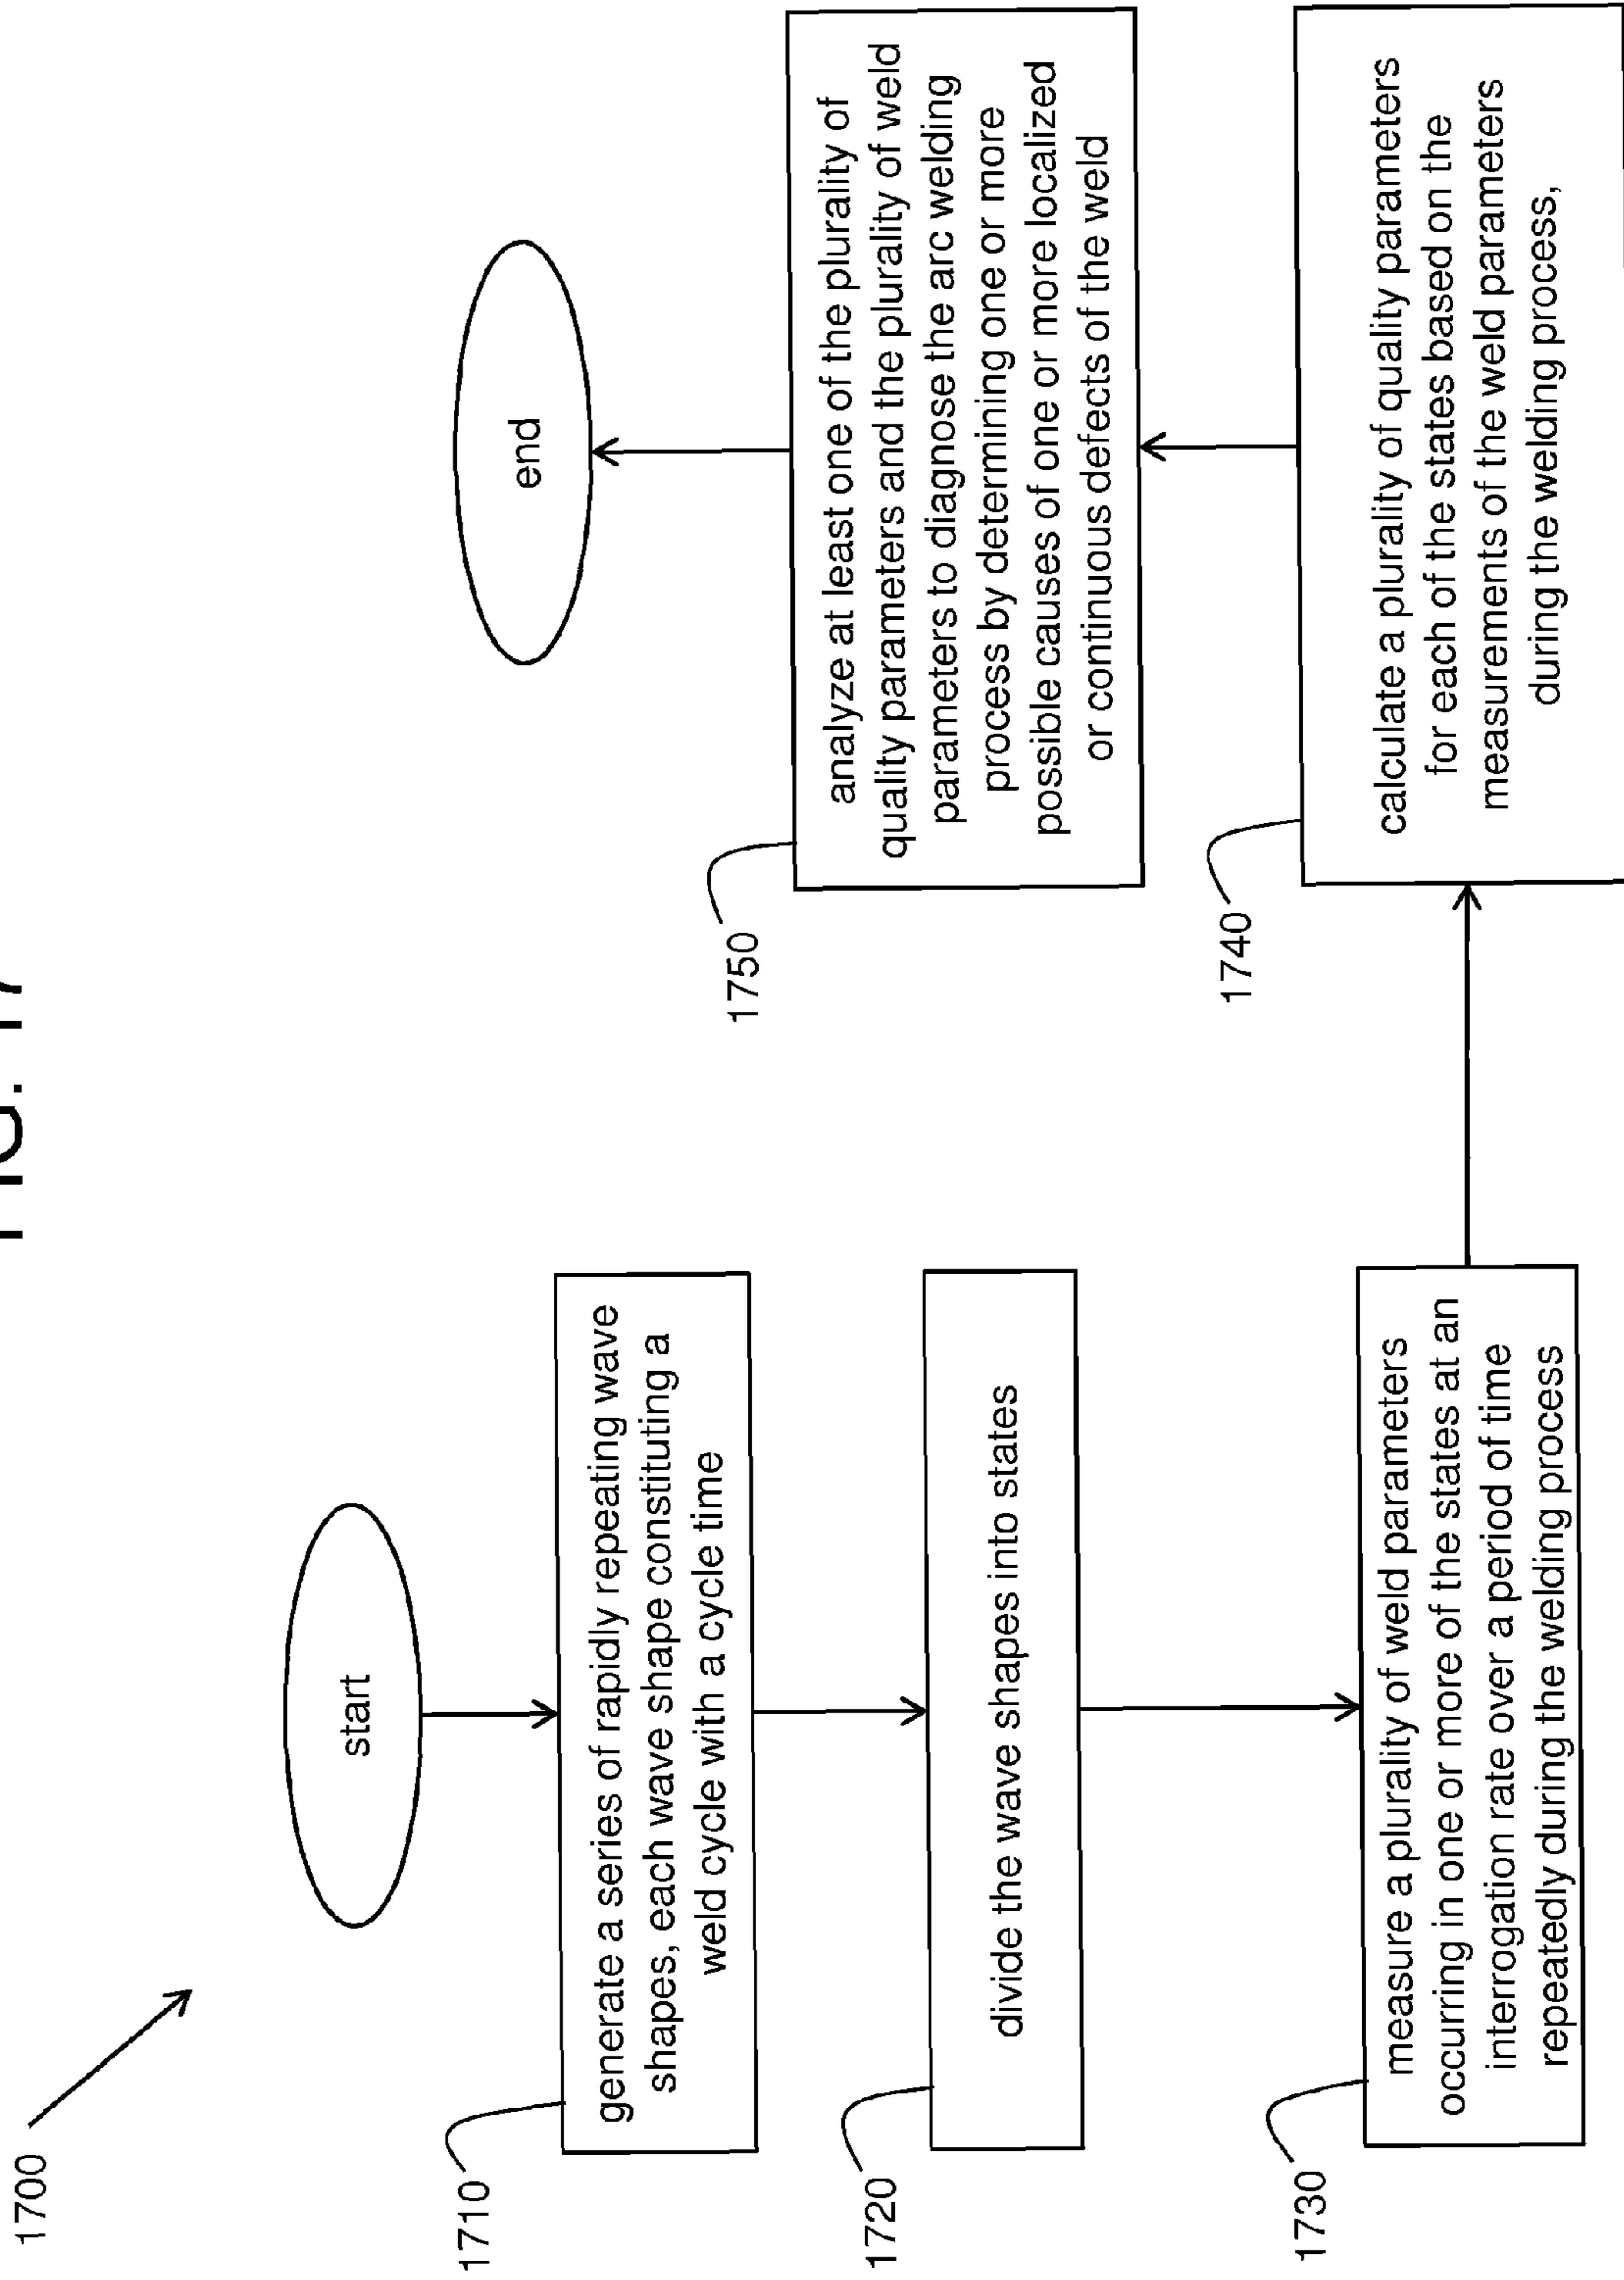 1700
start
1710
generate a series of rapidly repeating wave
shapes, each wave shape constituting a
weld cycle with a cycle time
1720
divide the wave shapes into states
1730
measure a plurality of weld parameters
occurring in one or more of the states at an
interrogation rate over a period of time
repeatedly during the welding process
1740
calculate a plurality of quality parameters
for each of the states based on the
measurements of the weld parameters
during the welding process,
1750
analyze at least one of the plurality of
quality parameters and the plurality of weld
parameters to diagnose the arc welding
process by determining one or more
possible causes of one or more localized
or continuous defects of the weld
end